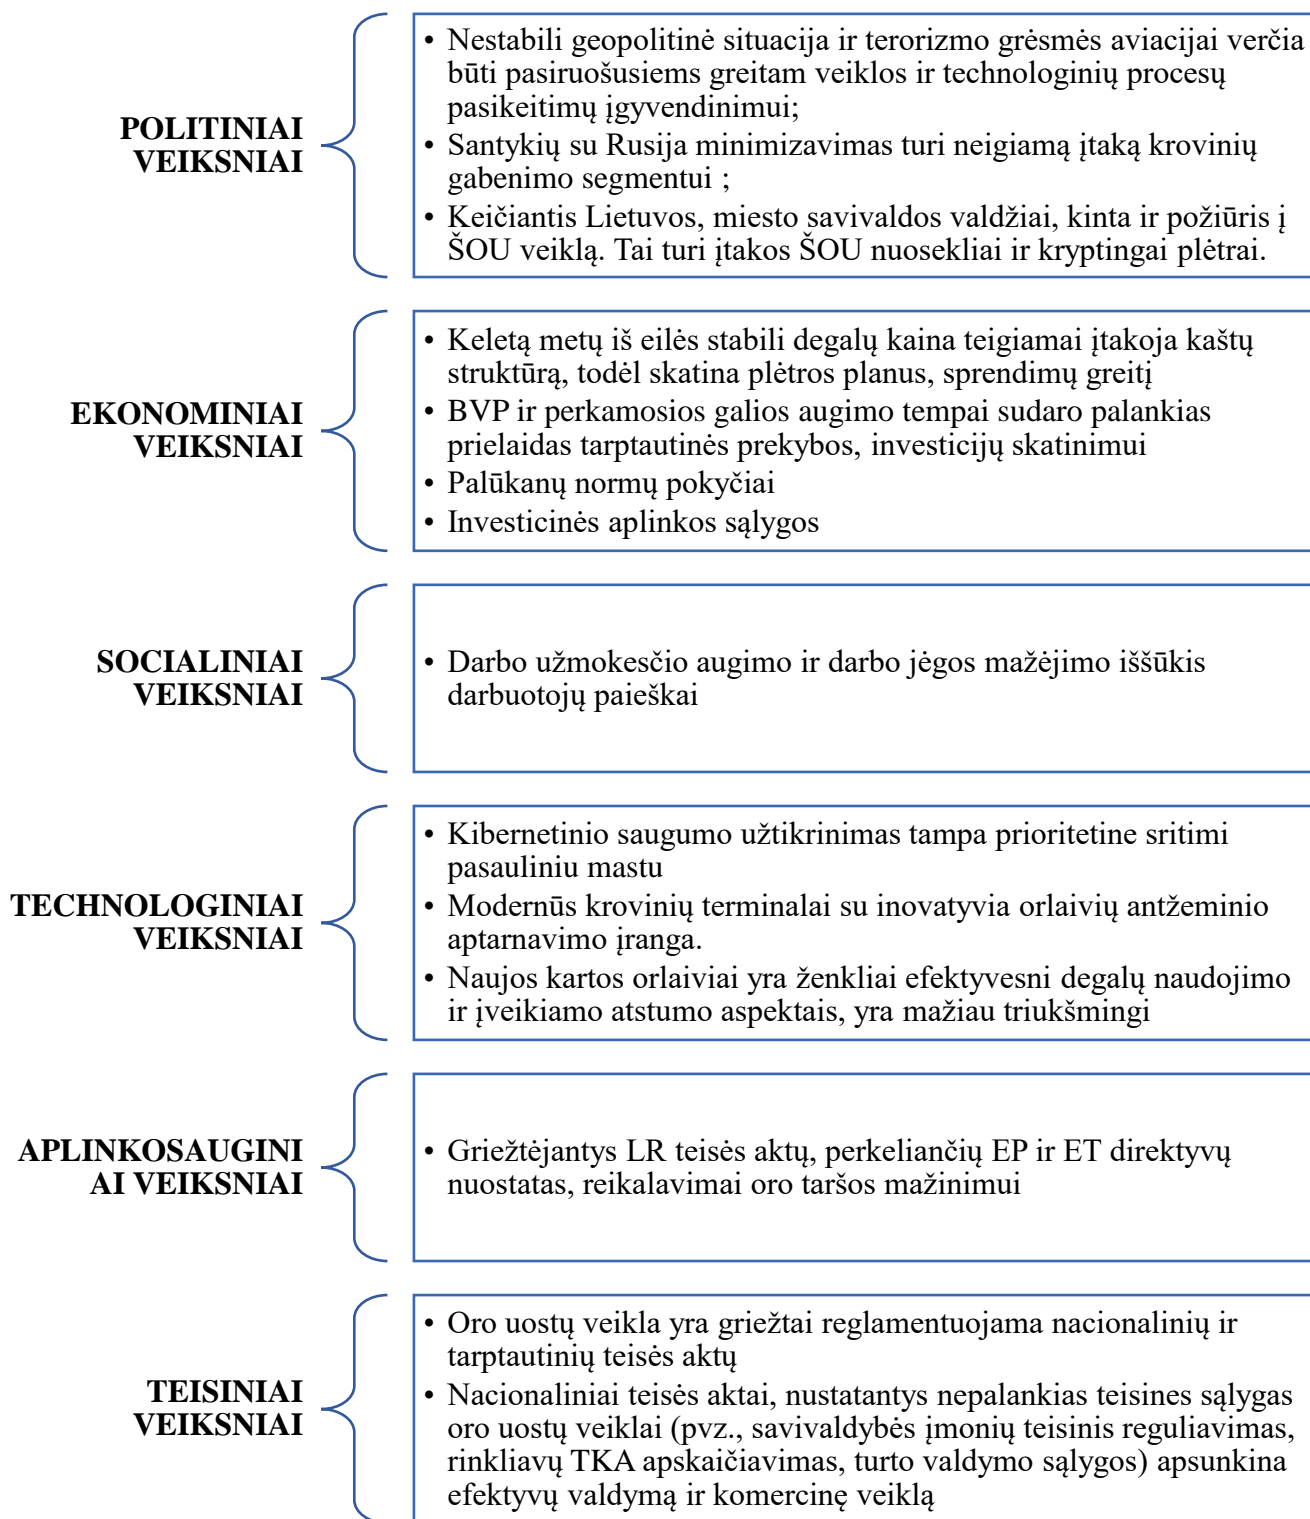 POLITINIAI
VEIKSNIAI
• Nestabili geopolitinė situacija ir terorizmo grėsmės aviacijai verčia
būti pasiruošusiems greitam veiklos ir technologinių procesų
pasikeitimų įgyvendinimui;
• Santykių su Rusija minimizavimas turi neigiamą įtaką krovinių
gabenimo segmentui ;
• Keičiantis Lietuvos, miesto savivaldos valdžiai, kinta ir požiūris į
ŠOU veiklą. Tai turi įtakos ŠOU nuosekliai ir kryptingai plėtrai.
EKONOMINIAI
VEIKSNIAI
• Keletą metų iš eilės stabili degalų kaina teigiamai įtakoja kaštų
struktūrą, todėl skatina plėtros planus, sprendimų greitį
• BVP ir perkamosios galios augimo tempai sudaro palankias
prielaidas tarptautinės prekybos, investicijų skatinimui
• Palūkanų normų pokyčiai
• Investicinės aplinkos sąlygos
SOCIALINIAI
VEIKSNIAI
• Darbo užmokesčio augimo ir darbo jėgos mažėjimo iššūkis
darbuotojų paieškai
TECHNOLOGINIAI
VEIKSNIAI
• Kibernetinio saugumo užtikrinimas tampa prioritetine sritimi
pasauliniu mastu
• Modernūs krovinių terminalai su inovatyvia orlaivių antžeminio
aptarnavimo įranga.
• Naujos kartos orlaiviai yra ženkliai efektyvesni degalų naudojimo
ir įveikiamo atstumo aspektais, yra mažiau triukšmingi
APLINKOSAUGINI
AI VEIKSNIAI
• Griežtėjantys LR teisės aktų, perkeliančių EP ir ET direktyvų
nuostatas, reikalavimai oro taršos mažinimui
TEISINIAI
VEIKSNIAI
• Oro uostų veikla yra griežtai reglamentuojama nacionalinių ir
tarptautinių teisės aktų
• Nacionaliniai teisės aktai, nustatantys nepalankias teisines sąlygas
oro uostų veiklai (pvz., savivaldybės įmonių teisinis reguliavimas,
rinkliavų TKA apskaičiavimas, turto valdymo sąlygos) apsunkina
efektyvų valdymą ir komercinę veiklą